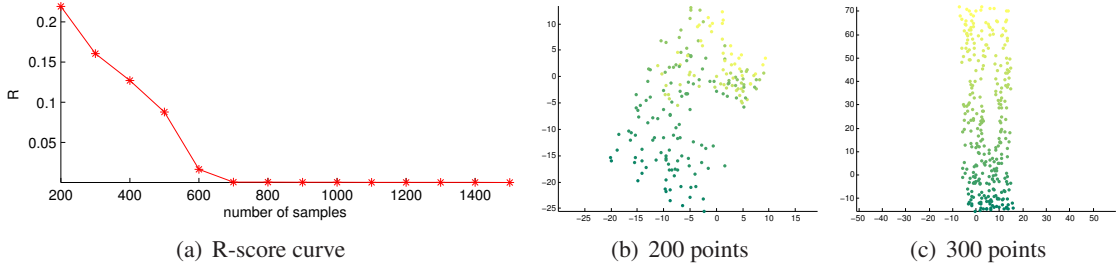 0.2
0.15
0.1
0.05
R
200 400 600 800 1000 1200 1400
number of samples
(a) R-score curve
10
5
0
−5
−10
−15
−20
−25
−25 −20 −15 −10 −5 0 5 10 15
(b) 200 points
70
60
50
40
30
20
10
0
−10
−50 −40 −30 −20 −10 0 10 20 30 40 50
(c) 300 points